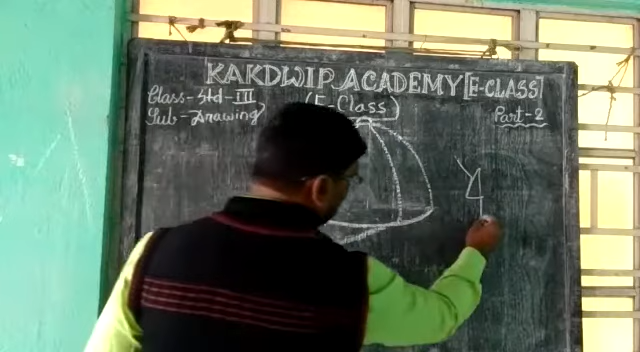 KAKDWIP ACADEMY [E-CLASS]
Class - Std - III (E-Class)
Sub - Drawing Part - 2